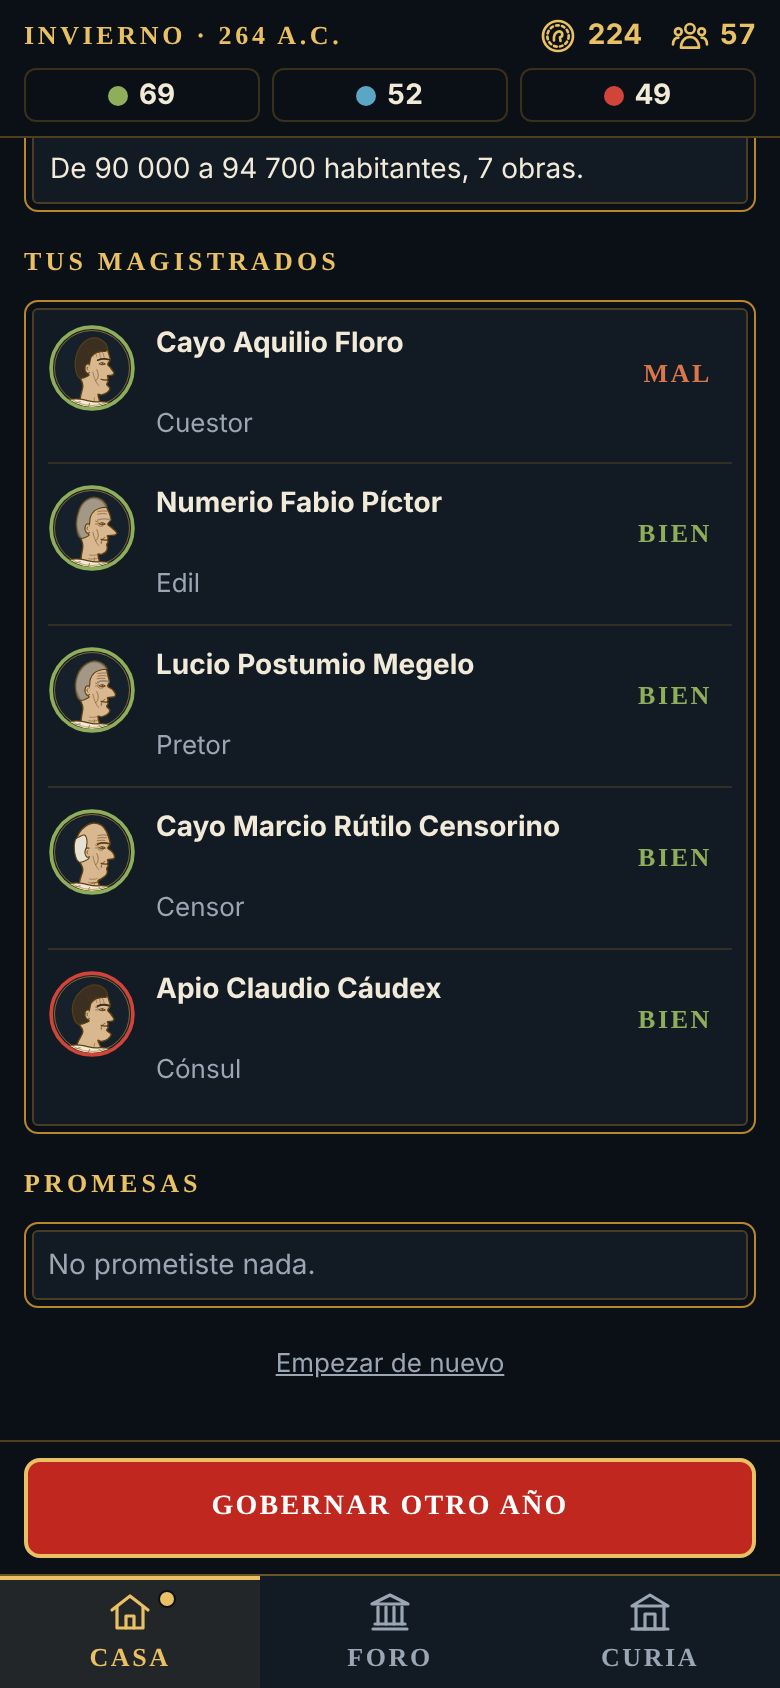 INVIERNO · 264 A.C. 224 57
69 52 49
De 90 000 a 94 700 habitantes, 7 obras.
TUS MAGISTRADOS
Cayo Aquilio Floro
MAL
Cuestor
Numerio Fabio Píctor
BIEN
Edil
Lucio Postumio Megelo
BIEN
Pretor
Cayo Marcio Rútilo Censorino
BIEN
Censor
Apio Claudio Cáudex
BIEN
Cónsul
PROMESAS
No prometiste nada.
Empezar de nuevo
GOBERNAR OTRO AÑO
CASA FORO CURIA